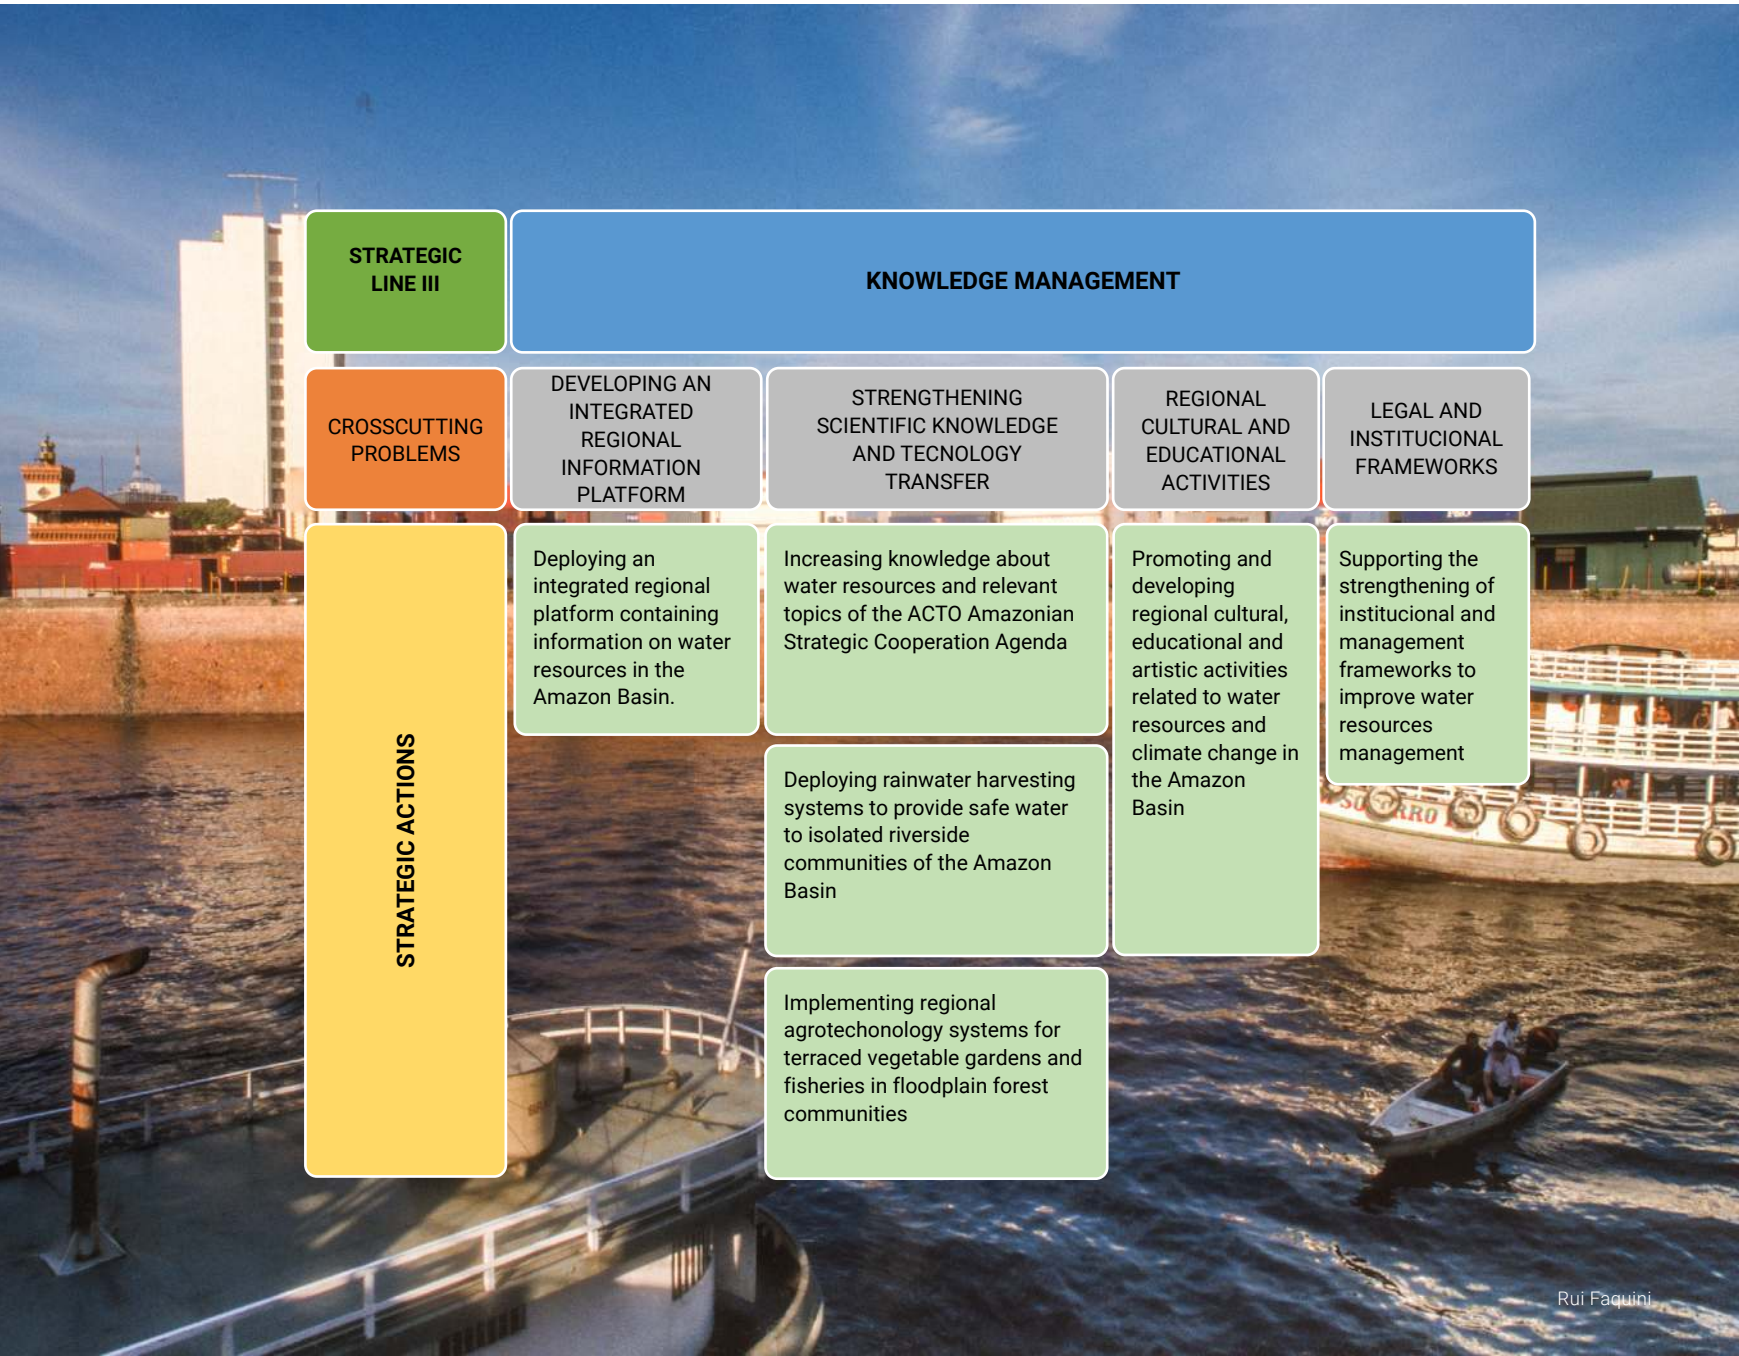 STRATEGIC
LINE III
KNOWLEDGE MANAGEMENT
CROSSCUTTING
PROBLEMS
DEVELOPING AN
INTEGRATED
REGIONAL
INFORMATION
PLATFORM
STRENGTHENING
SCIENTIFIC KNOWLEDGE
AND TECNOLOGY
TRANSFER
REGIONAL
CULTURAL AND
EDUCATIONAL
ACTIVITIES
LEGAL AND
INSTITUCIONAL
FRAMEWORKS
STRATEGIC ACTIONS
Deploying an
integrated regional
platform containing
information on water
resources in the
Amazon Basin.
Increasing knowledge about
water resources and relevant
topics of the ACTO Amazonian
Strategic Cooperation Agenda
Deploying rainwater harvesting
systems to provide safe water
to isolated riverside
communities of the Amazon
Basin
Implementing regional
agrotechonology systems for
terraced vegetable gardens and
fisheries in floodplain forest
communities
Promoting and
developing
regional cultural,
educational and
artistic activities
related to water
resources and
climate change in
the Amazon
Basin
Supporting the
strengthening of
institucional and
management
frameworks to
improve water
resources
management
Rui Faquini